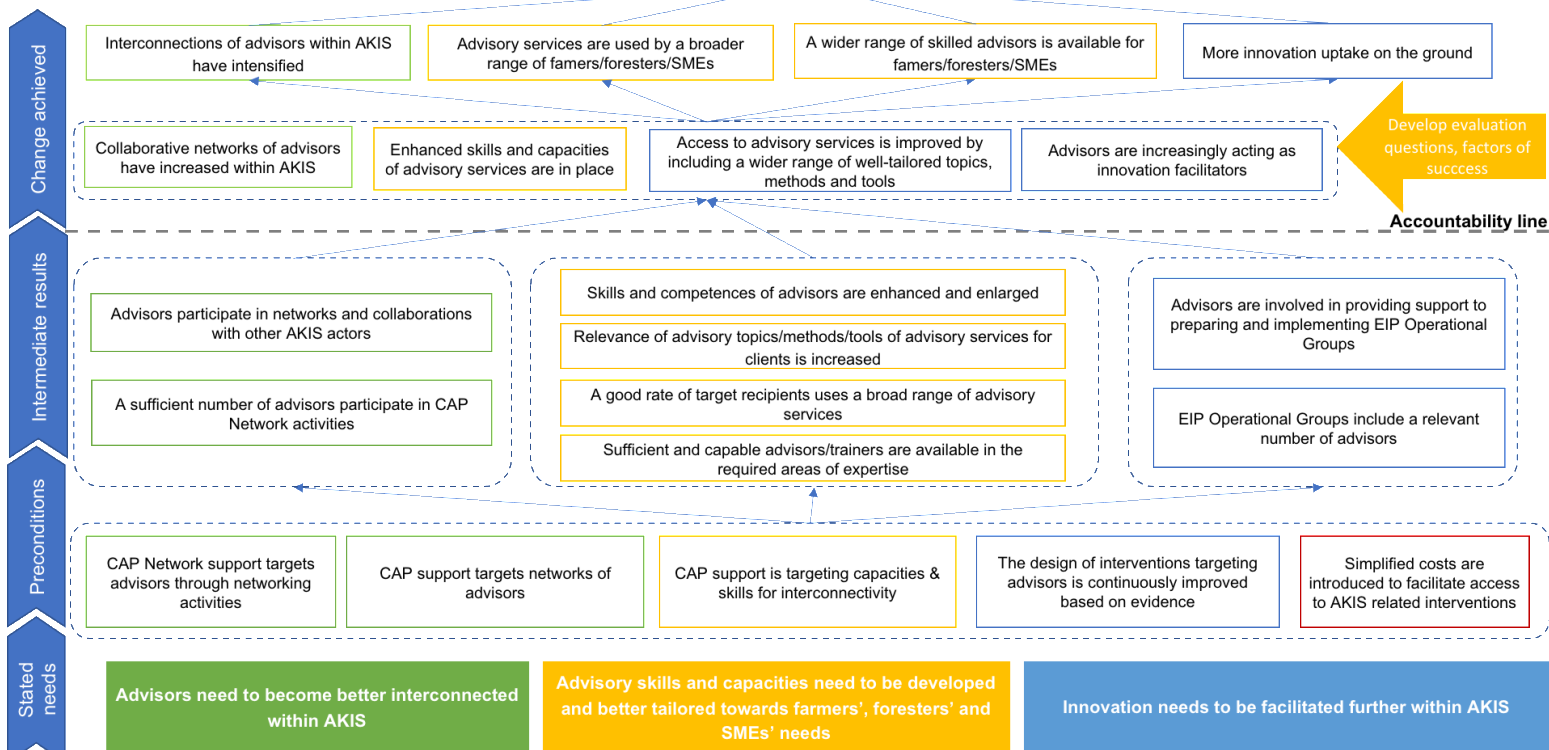 Change achieved
Interconnections of advisors within AKIS
have intensified
Advisory services are used by a broader
range of famers/foresters/SMEs
A wider range of skilled advisors is available for
famers/foresters/SMEs
More innovation uptake on the ground
Collaborative networks of advisors
have increased within AKIS
Enhanced skills and capacities
of advisory services are in place
Access to advisory services is improved by
including a wider range of well-tailored topics,
methods and tools
Advisors are increasingly acting as
innovation facilitators
Develop evaluation
questions, factors of
succcess
Accountability line
Intermediate results
Advisors participate in networks and collaborations
with other AKIS actors
A sufficient number of advisors participate in CAP
Network activities
Skills and competences of advisors are enhanced and enlarged
Relevance of advisory topics/methods/tools of advisory services for
clients is increased
A good rate of target recipients uses a broad range of advisory
services
Sufficient and capable advisors/trainers are available in the
required areas of expertise
Advisors are involved in providing support to
preparing and implementing EIP Operational
Groups
EIP Operational Groups include a relevant
number of advisors
Preconditions
CAP Network support targets
advisors through networking
activities
CAP support targets networks of
advisors
CAP support is targeting capacities &
skills for interconnectivity
The design of interventions targeting
advisors is continuously improved
based on evidence
Simplified costs are
introduced to facilitate access
to AKIS related interventions
Stated
needs
Advisors need to become better interconnected
within AKIS
Advisory skills and capacities need to be developed
and better tailored towards farmers’, foresters’ and
SMEs’ needs
Innovation needs to be facilitated further within AKIS